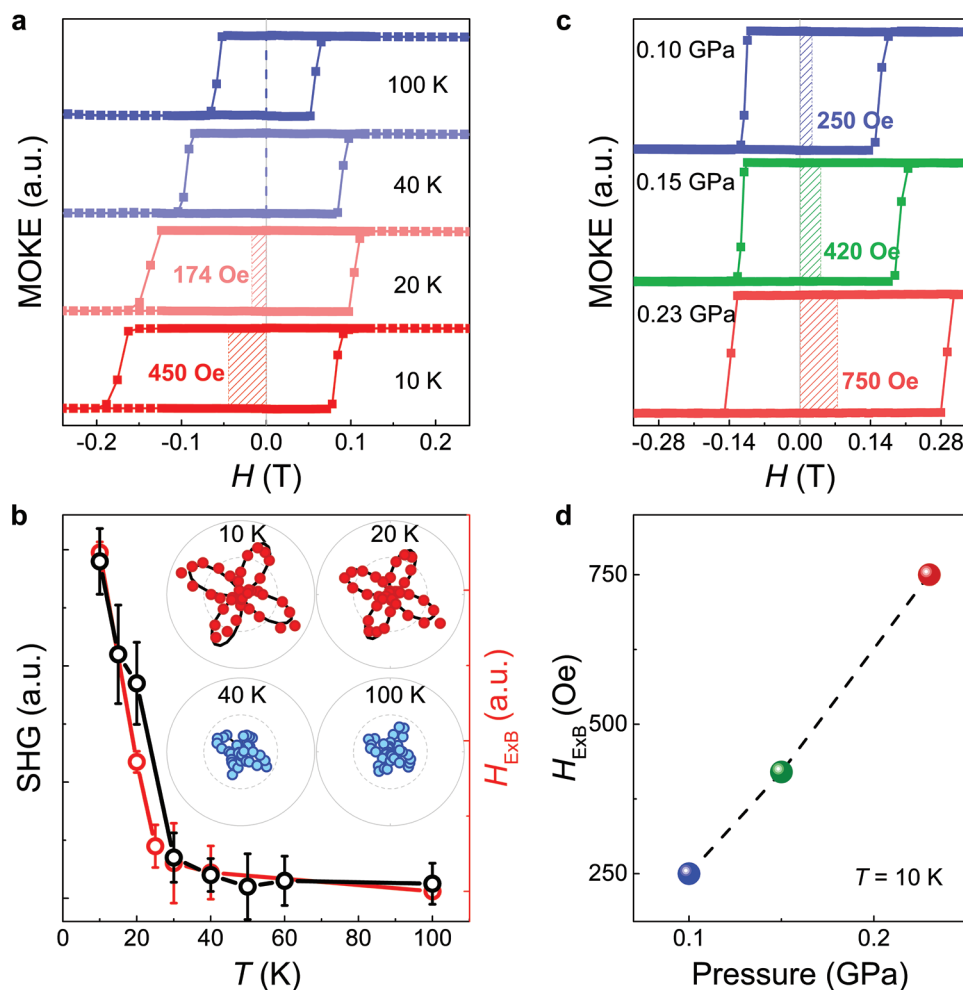 a
MOKE (a.u.)
100 K
40 K
174 Oe
20 K
450 Oe
10 K
-0.2 -0.1 0.0 0.1 0.2
H (T)
c
MOKE (a.u.)
0.10 GPa
250 Oe
0.15 GPa
420 Oe
0.23 GPa
750 Oe
-0.28 -0.14 0.00 0.14 0.28
H (T)
b
SHG (a.u.)
10 K 20 K
40 K 100 K
HExB (a.u.)
0 20 40 60 80 100
T (K)
d
HExB (Oe)
750
500
250
T = 10 K
0.1 0.2
Pressure (GPa)